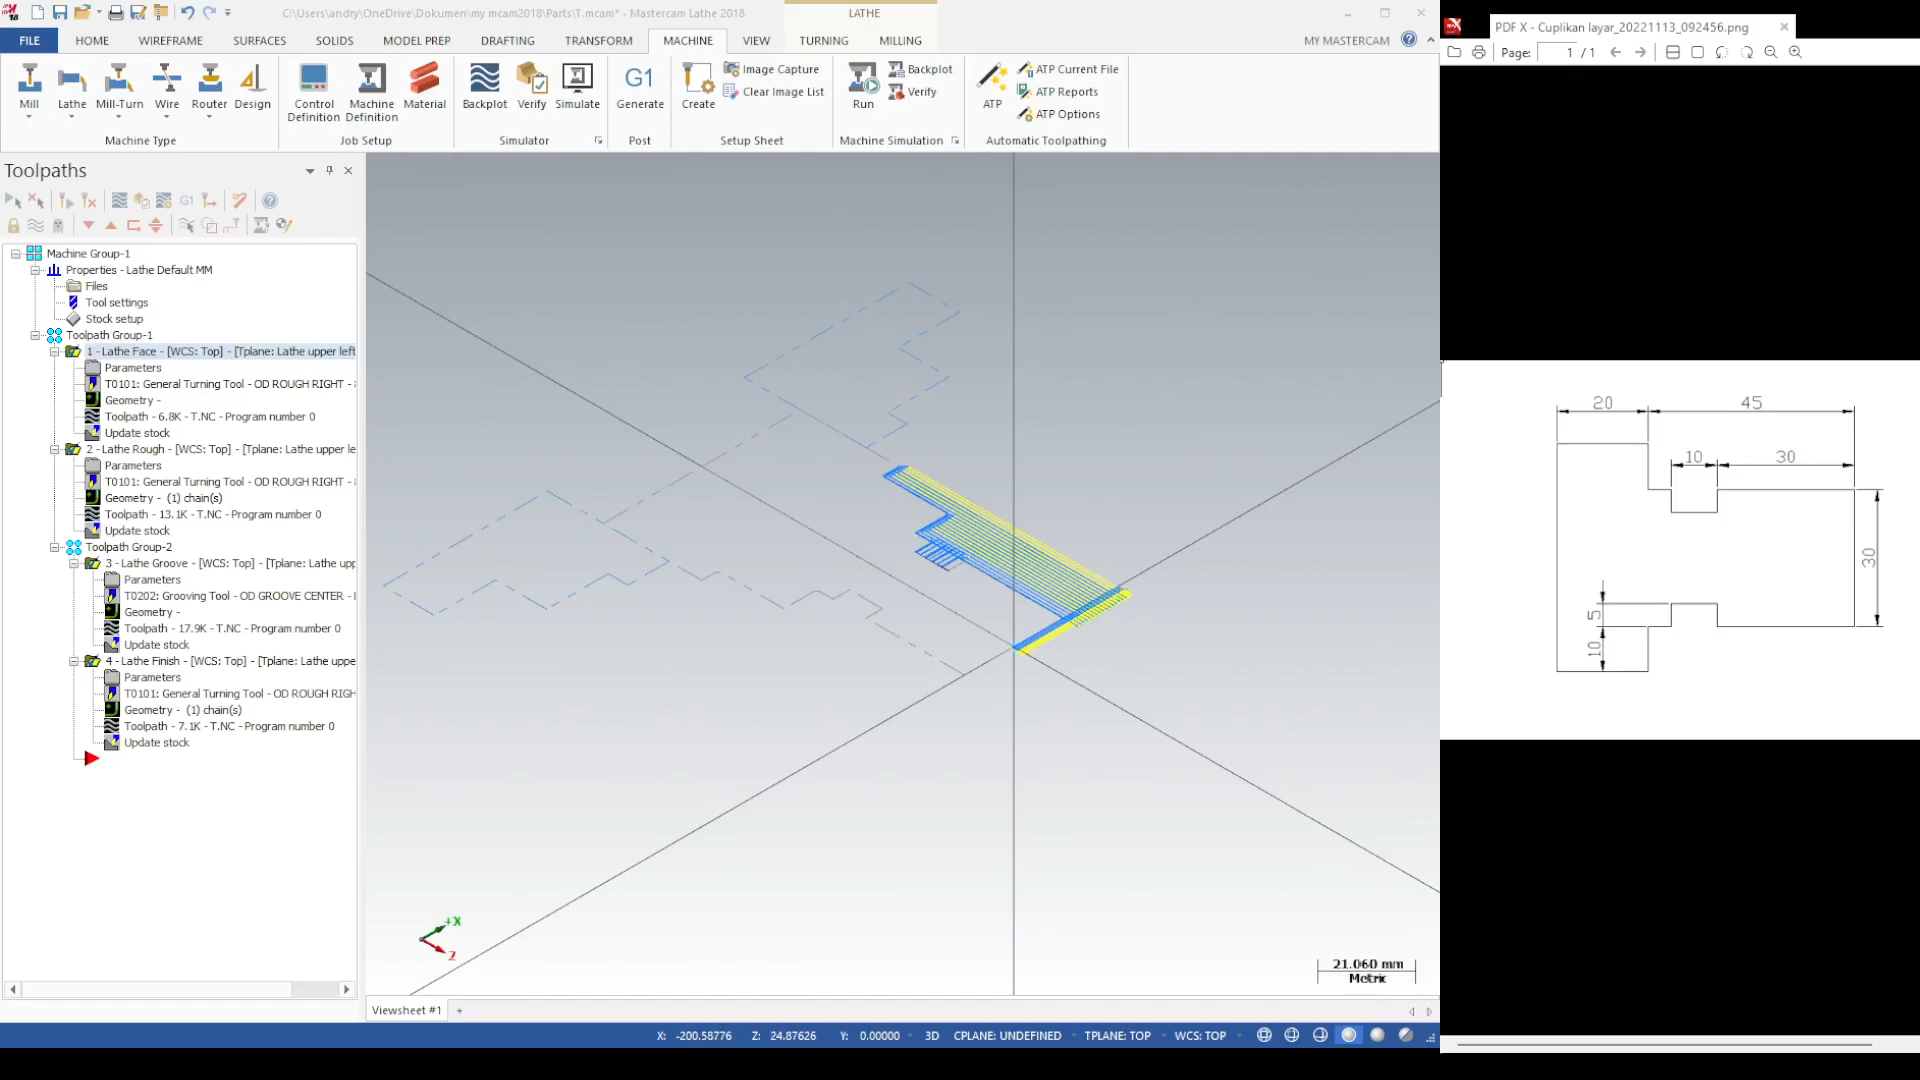 C:\Users\andry\OneDrive\Dokumen\my mcam2018\Parts\T.mcam* - Mastercam Lathe 2018
LATHE
FILE HOME WIREFRAME SURFACES SOLIDS MODEL PREP DRAFTING TRANSFORM MACHINE VIEW TURNING MILLING MY MASTERCAM
Mill Lathe Mill-Turn Wire Router Design
Machine Type
Control Definition Machine Definition Material
Job Setup
Backplot Verify Simulate
Simulator
G1
Generate
Post
Create Image Capture
Clear Image List
Setup Sheet
Run Backplot
Verify
Machine Simulation
ATP ATP Current File
ATP Reports
ATP Options
Automatic Toolpathing
Toolpaths
G1
Machine Group-1
Properties - Lathe Default MM
Files
Tool settings
Stock setup
Toolpath Group-1
1 - Lathe Face - [WCS: Top] - [Tplane: Lathe upper left
Parameters
T0101: General Turning Tool - OD ROUGH RIGHT -
Geometry -
Toolpath - 6.8K - T.NC - Program number 0
Update stock
2 - Lathe Rough - [WCS: Top] - [Tplane: Lathe upper le
Parameters
T0101: General Turning Tool - OD ROUGH RIGHT -
Geometry - (1) chain(s)
Toolpath - 13.1K - T.NC - Program number 0
Update stock
Toolpath Group-2
3 - Lathe Groove - [WCS: Top] - [Tplane: Lathe upp
Parameters
T0202: Grooving Tool - OD GROOVE CENTER -
Geometry -
Toolpath - 17.9K - T.NC - Program number 0
Update stock
4 - Lathe Finish - [WCS: Top] - [Tplane: Lathe uppe
Parameters
T0101: General Turning Tool - OD ROUGH RIGH
Geometry - (1) chain(s)
Toolpath - 7.1K - T.NC - Program number 0
Update stock
+X
Z
21.060 mm
Metric
Viewsheet #1 +
X: -200.58776 Z: 24.87626 Y: 0.00000 3D CPLANE: UNDEFINED TPLANE: TOP WCS: TOP
PDF X - Cuplikan layar_20221113_092456.png
Page: 1 / 1
20 45
10 30
30
5
10